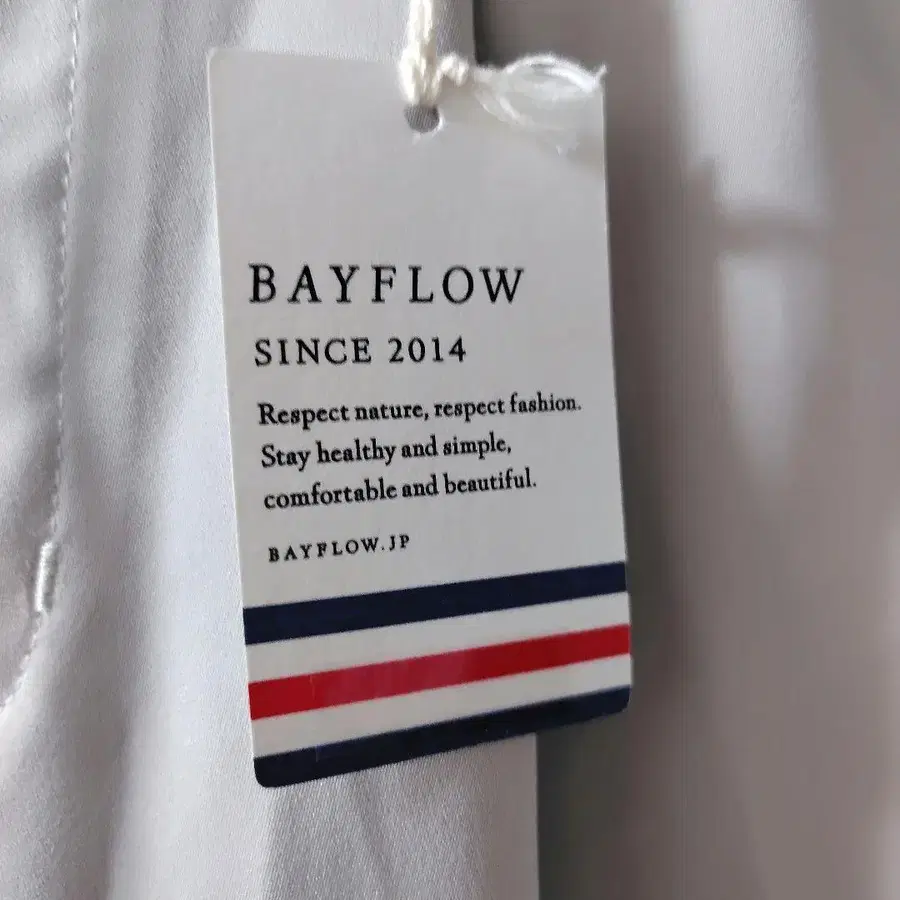 BAYFLOW
SINCE 2014
Respect nature, respect fashion.
Stay healthy and simple,
comfortable and beautiful.
BAYFLOW.JP